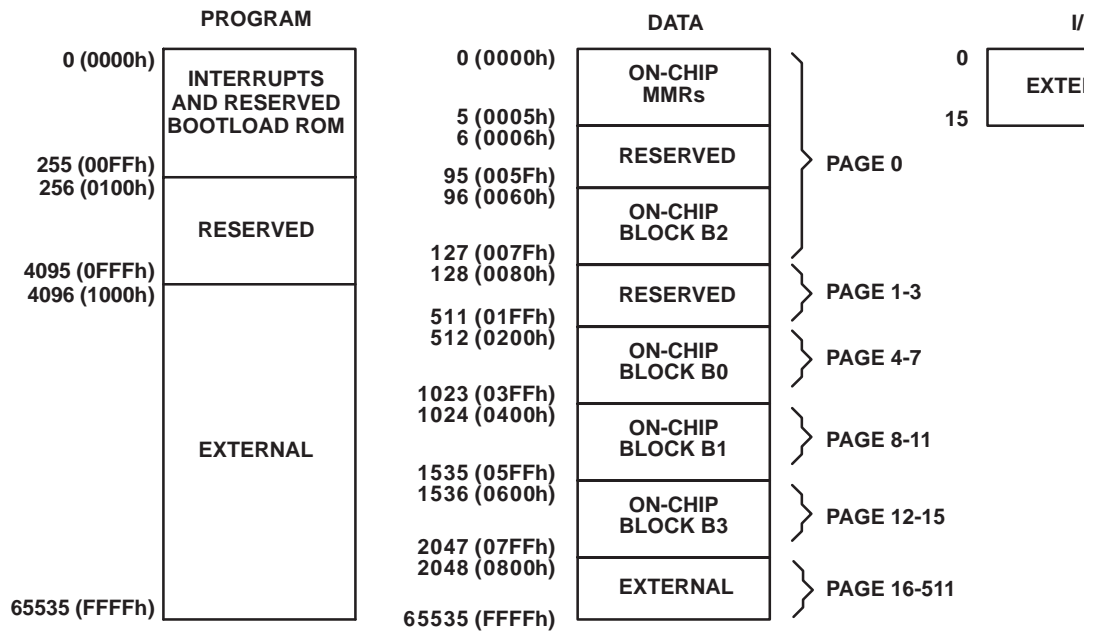 PROGRAM
0 (0000h)
INTERRUPTS
AND RESERVED
BOOTLOAD ROM
255 (00FFh)
256 (0100h)
RESERVED
4095 (0FFFh)
4096 (1000h)
EXTERNAL
65535 (FFFFh)
DATA
0 (0000h)
ON-CHIP
MMRs
5 (0005h)
6 (0006h)
RESERVED
95 (005Fh)
96 (0060h)
ON-CHIP
BLOCK B2
127 (007Fh)
PAGE 0
128 (0080h)
RESERVED
PAGE 1-3
511 (01FFh)
512 (0200h)
ON-CHIP
BLOCK B0
PAGE 4-7
1023 (03FFh)
1024 (0400h)
ON-CHIP
BLOCK B1
PAGE 8-11
1535 (05FFh)
1536 (0600h)
ON-CHIP
BLOCK B3
PAGE 12-15
2047 (07FFh)
2048 (0800h)
EXTERNAL
PAGE 16-511
65535 (FFFFh)
I/
0
EXTE
15